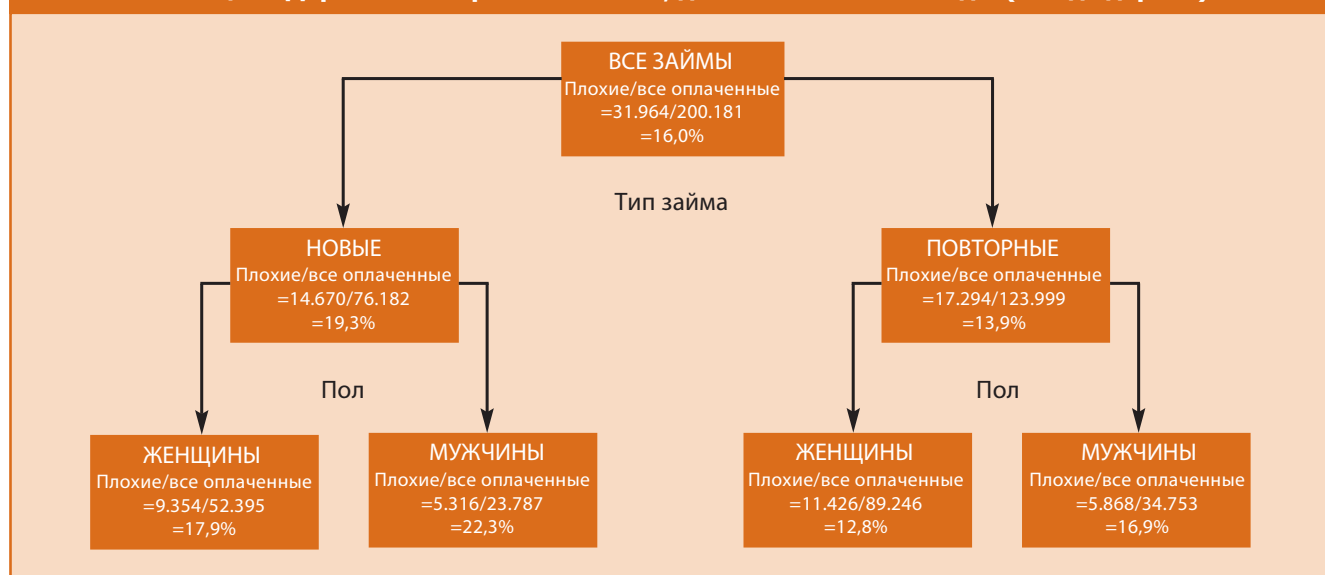 ВСЕ ЗАЙМЫ
Плохие/все оплаченные
=31.964/200.181
=16,0%
Тип займа
НОВЫЕ
Плохие/все оплаченные
=14.670/76.182
=19,3%
ПОВТОРНЫЕ
Плохие/все оплаченные
=17.294/123.999
=13,9%
Пол
Пол
ЖЕНЩИНЫ
Плохие/все оплаченные
=9.354/52.395
=17,9%
МУЖЧИНЫ
Плохие/все оплаченные
=5.316/23.787
=22,3%
ЖЕНЩИНЫ
Плохие/все оплаченные
=11.426/89.246
=12,8%
МУЖЧИНЫ
Плохие/все оплаченные
=5.868/34.753
=16,9%